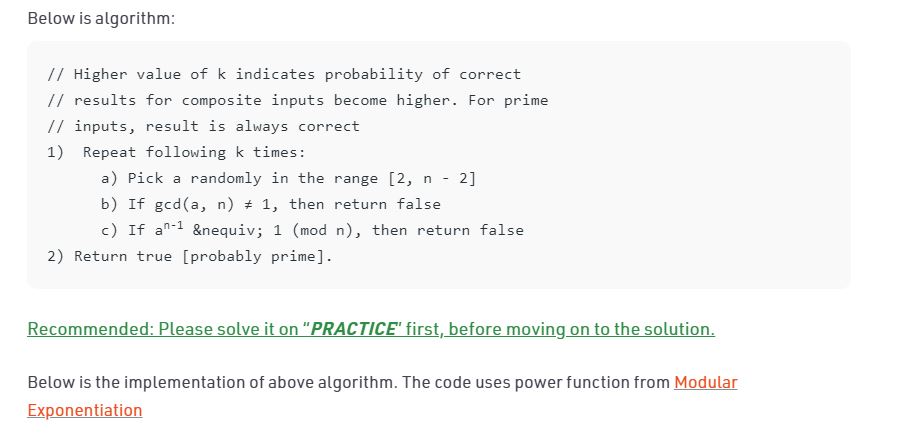 Below is algorithm:
// Higher value of k indicates probability of correct
// results for composite inputs become higher. For prime
// inputs, result is always correct
1)  Repeat following k times:
a) Pick a randomly in the range [2, n - 2]
b) If gcd(a, n) ≠ 1, then return false
c) If aⁿ⁻¹ &nequiv; 1 (mod n), then return false
2) Return true [probably prime].
Recommended: Please solve it on "PRACTICE" first, before moving on to the solution.
Below is the implementation of above algorithm. The code uses power function from Modular
Exponentiation